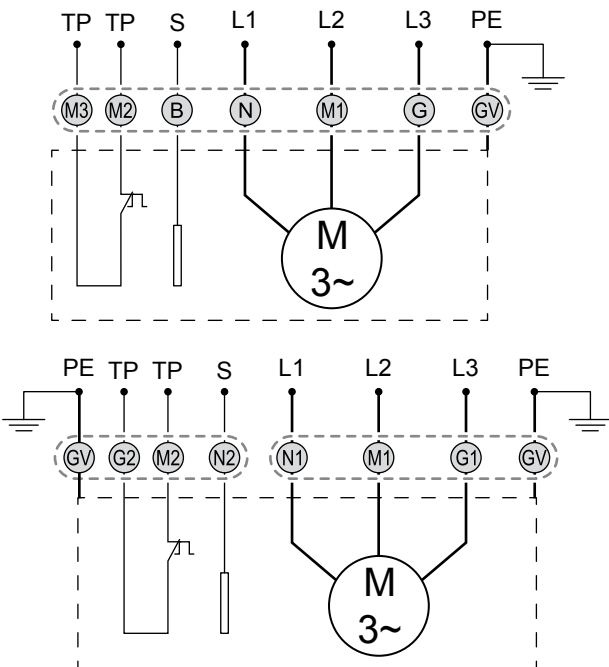 TP TP S L1 L2 L3 PE
M3 M2 B N M1 G GV
M
3~
PE TP TP S L1 L2 L3 PE
GV G2 M2 N2 N1 M1 G1 GV
M
3~